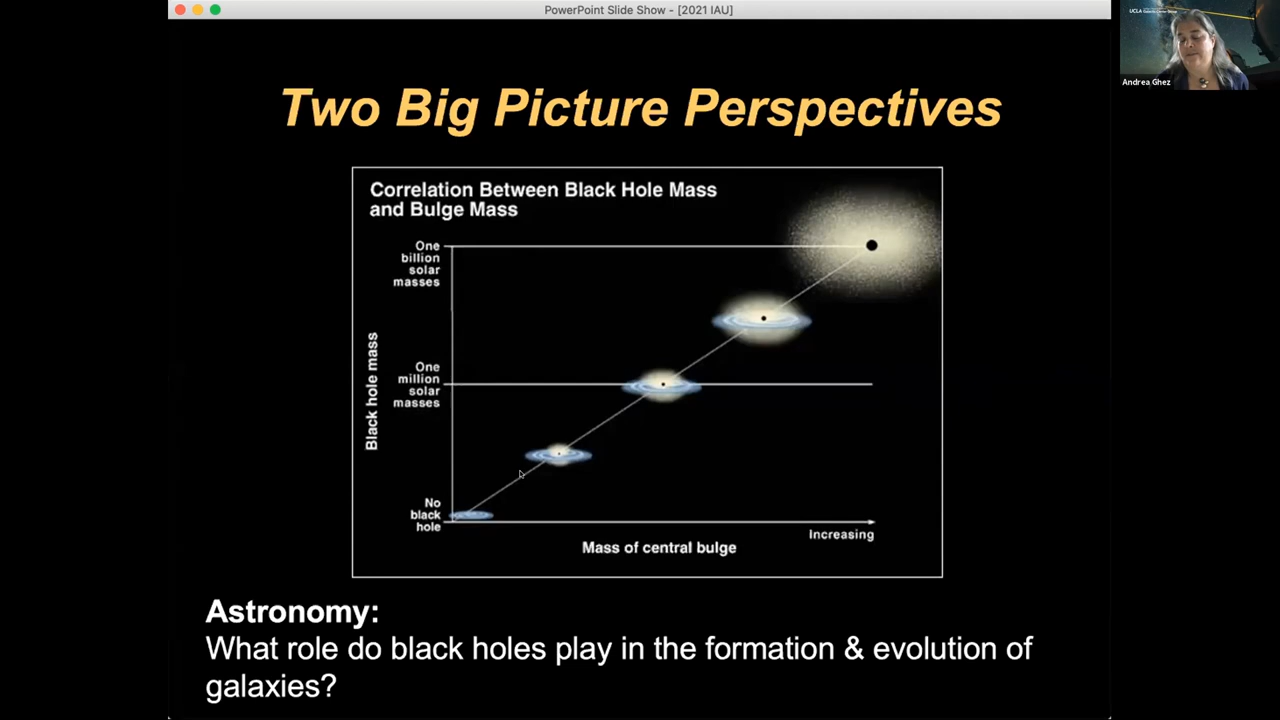 PowerPoint Slide Show - [2021 IAU]
UCLA
Andrea Ghez
Two Big Picture Perspectives
Correlation Between Black Hole Mass
and Bulge Mass
One
billion
solar
masses
One
million
solar
masses
Black hole mass
No
black
hole
Increasing
Mass of central bulge
Astronomy:
What role do black holes play in the formation & evolution of
galaxies?